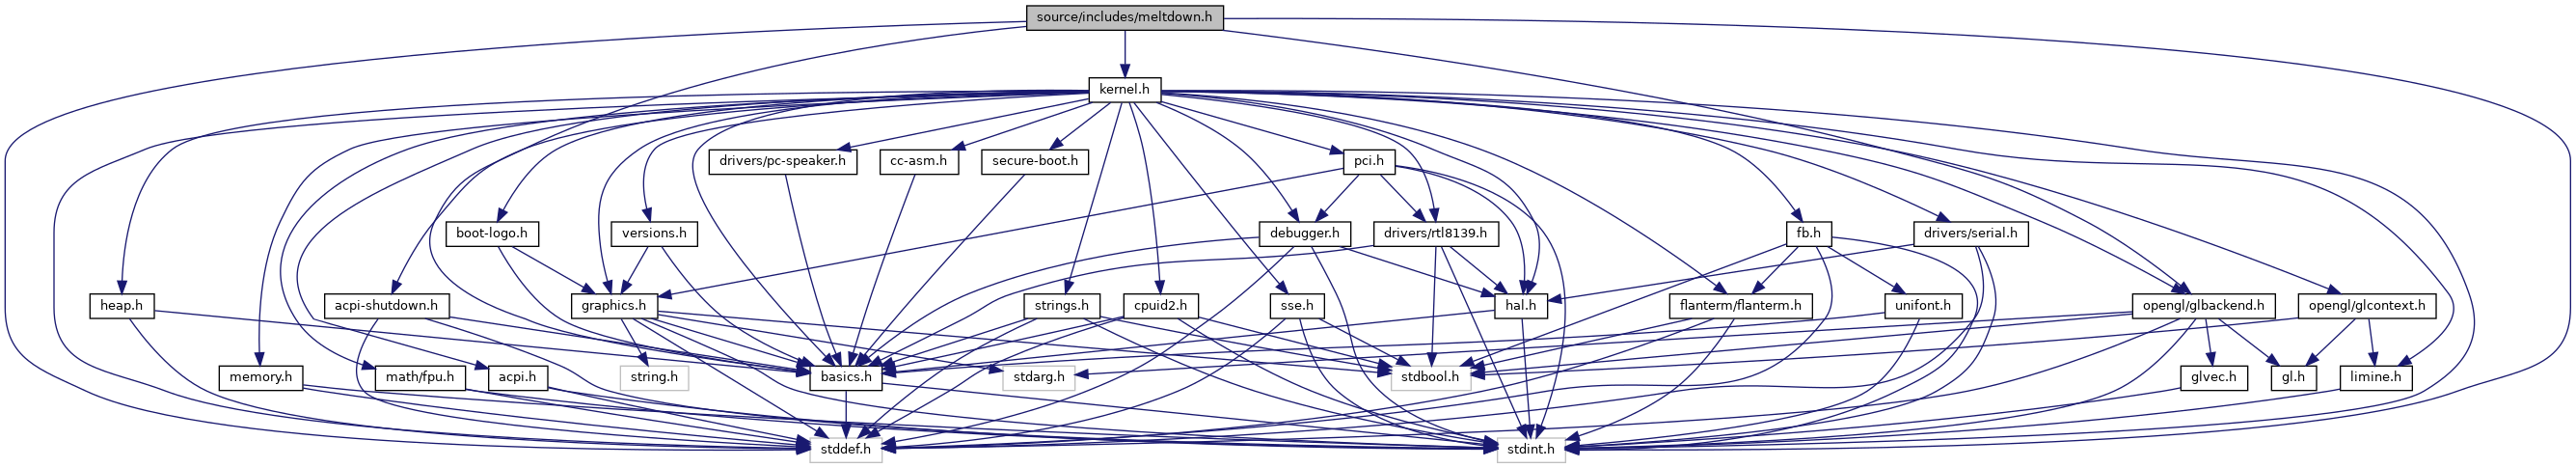 source/includes/meltdown.h
kernel.h
drivers/pc-speaker.h
cc-asm.h
secure-boot.h
pci.h
boot-logo.h
versions.h
debugger.h
drivers/rtl8139.h
fb.h
drivers/serial.h
heap.h
acpi-shutdown.h
graphics.h
strings.h
cpuid2.h
sse.h
hal.h
flanterm/flanterm.h
unifont.h
opengl/glbackend.h
opengl/glcontext.h
memory.h
math/fpu.h
acpi.h
string.h
basics.h
stdarg.h
stdbool.h
glvec.h
gl.h
limine.h
stddef.h
stdint.h